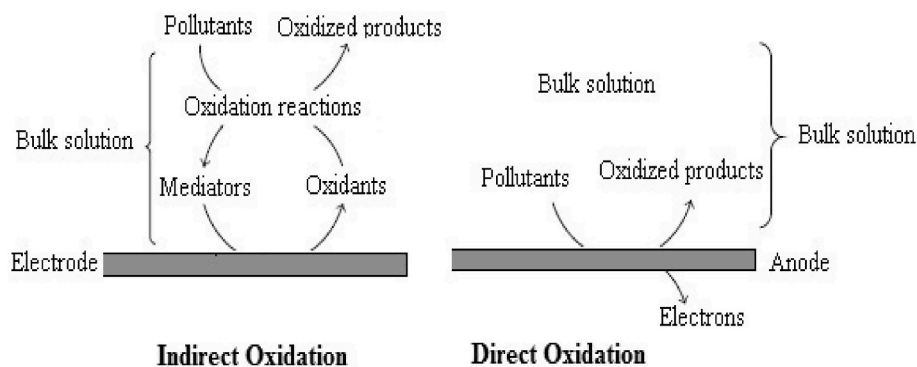 Pollutants
Oxidized products
Oxidation reactions
Bulk solution
Mediators
Oxidants
Electrode
Indirect Oxidation
Bulk solution
Bulk solution
Pollutants
Oxidized products
Anode
Electrons
Direct Oxidation